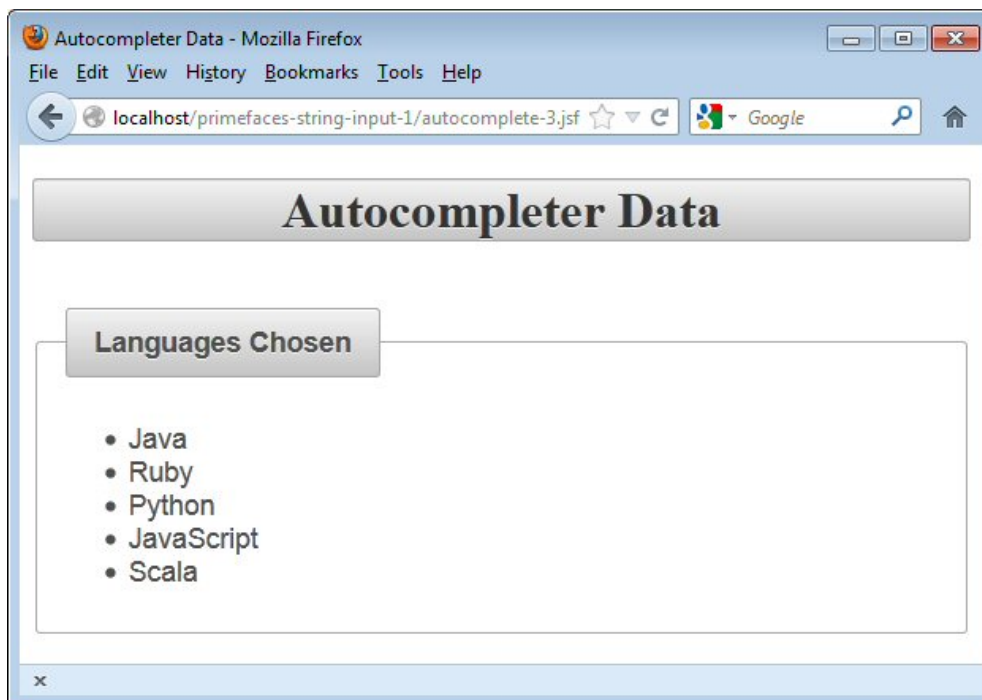 Autocompleter Data - Mozilla Firefox
File Edit View History Bookmarks Tools Help
localhost/primefaces-string-input-1/autocomplete-3.jsf Google
Autocompleter Data
Languages Chosen
• Java
• Ruby
• Python
• JavaScript
• Scala
x